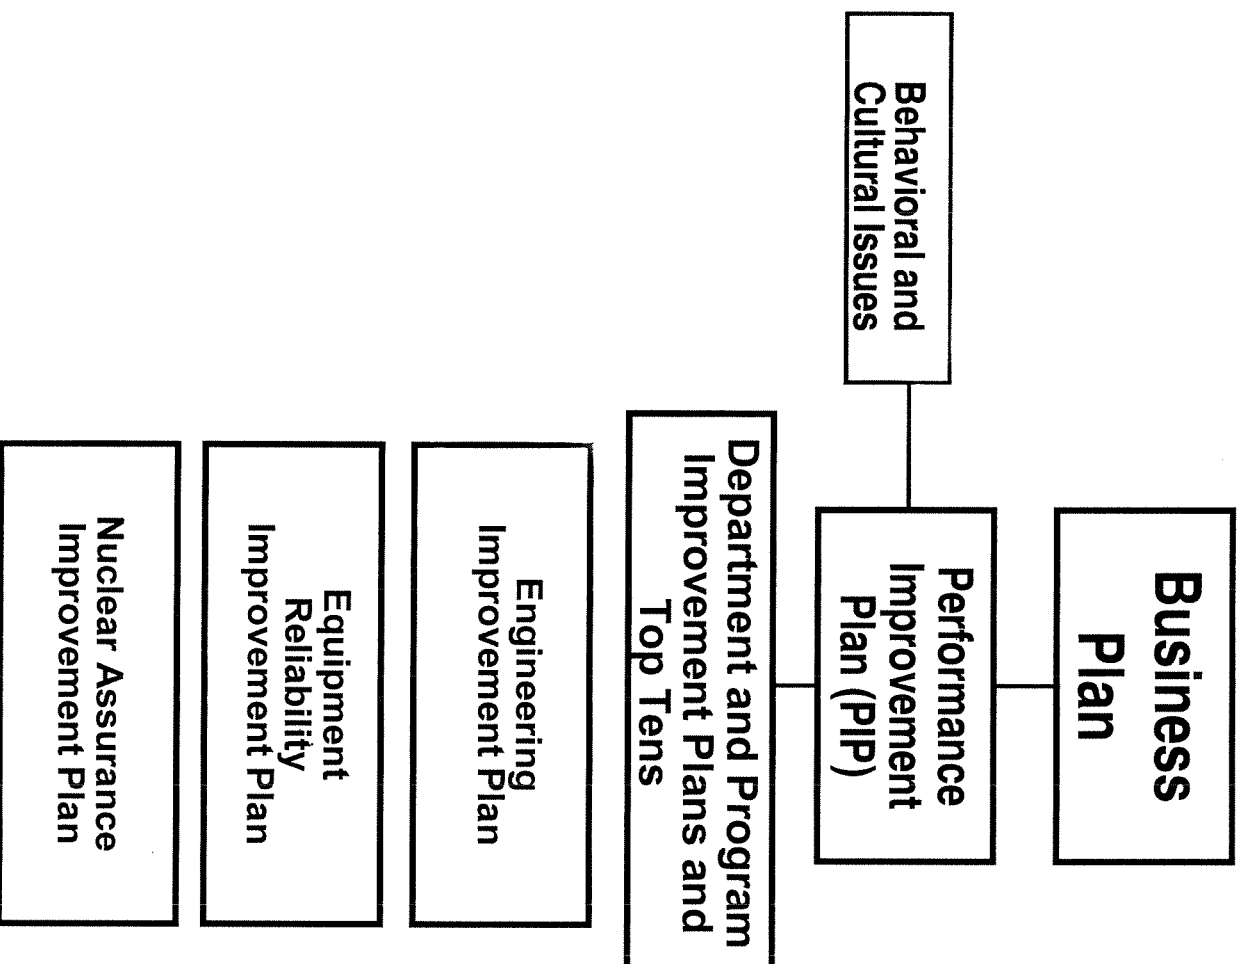 Business
Plan
Performance
Improvement
Plan (PIP)
Behavioral and
Cultural Issues
Department and Program
Improvement Plans and
Top Tens
Engineering
Improvement Plan
Equipment
Reliability
Improvement Plan
Nuclear Assurance
Improvement Plan